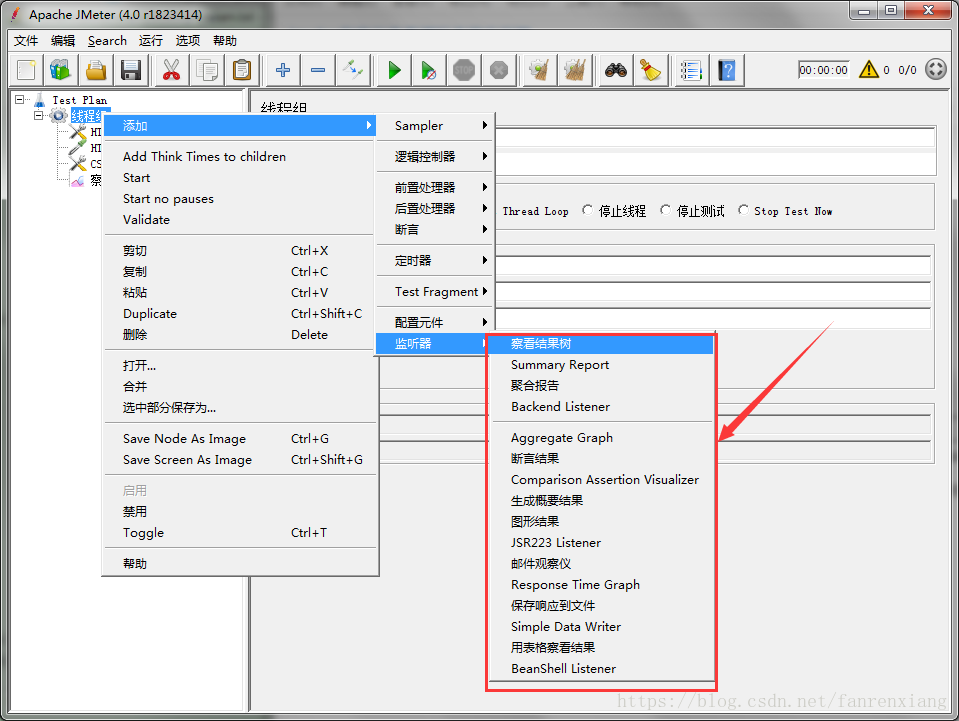 Apache JMeter (4.0 r1823414)
文件 编辑 Search 运行 选项 帮助
00:00:00 0 0/0
Test Plan
线程组
添加
Add Think Times to children
Start
Start no pauses
Validate
剪切 Ctrl+X
复制 Ctrl+C
粘贴 Ctrl+V
Duplicate Ctrl+Shift+C
删除 Delete
打开...
合并
选中部分保存为...
Save Node As Image Ctrl+G
Save Screen As Image Ctrl+Shift+G
启用
禁用
Toggle Ctrl+T
帮助
Sampler
逻辑控制器
前置处理器
后置处理器
断言
定时器
Test Fragment
配置元件
监听器
察看结果树
Summary Report
聚合报告
Backend Listener
Aggregate Graph
断言结果
Comparison Assertion Visualizer
生成概要结果
图形结果
JSR223 Listener
邮件观察仪
Response Time Graph
保存响应到文件
Simple Data Writer
用表格察看结果
BeanShell Listener
线程组
Thread Loop 停止线程 停止测试 Stop Test Now
https://blog.csdn.net/fanrenxiang